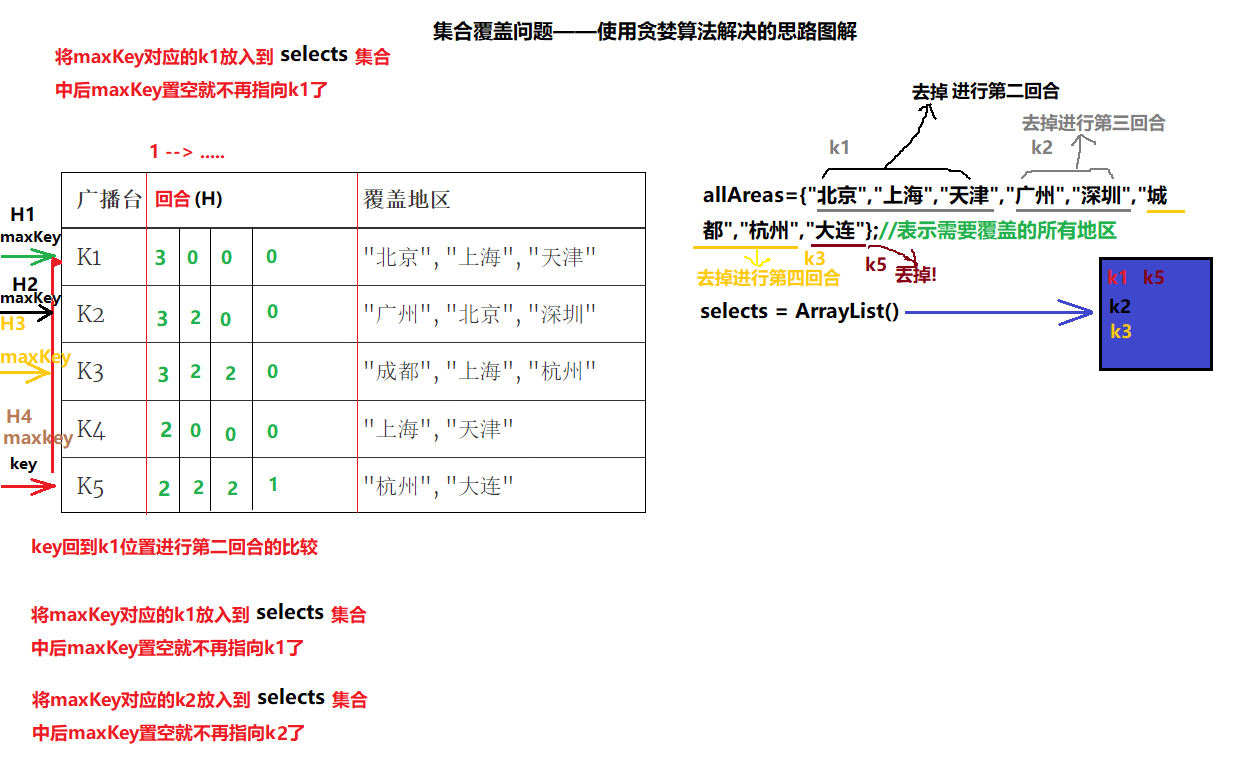 集合覆盖问题——使用贪婪算法解决的思路图解
将maxKey对应的k1放入到 selects 集合
中后maxKey置空就不再指向k1了
1 --> .....
广播台 回合 (H) 覆盖地区
H1
maxKey
K1 3 0 0 0 "北京", "上海", "天津"
H2
maxKey
K2 3 2 0 0 "广州", "北京", "深圳"
H3
maxKey
K3 3 2 2 0 "成都", "上海", "杭州"
H4
maxkey
K4 2 0 0 0 "上海", "天津"
key
K5 2 2 2 1 "杭州", "大连"
key回到k1位置进行第二回合的比较
将maxKey对应的k1放入到 selects 集合
中后maxKey置空就不再指向k1了
将maxKey对应的k2放入到 selects 集合
中后maxKey置空就不再指向k2了
去掉 进行第二回合
去掉进行第三回合
k1
k2
allAreas={"北京","上海","天津","广州","深圳","城
都","杭州","大连"};//表示需要覆盖的所有地区
k3
k5
去掉!
去掉进行第四回合
selects = ArrayList()
k1 k5
k2
k3